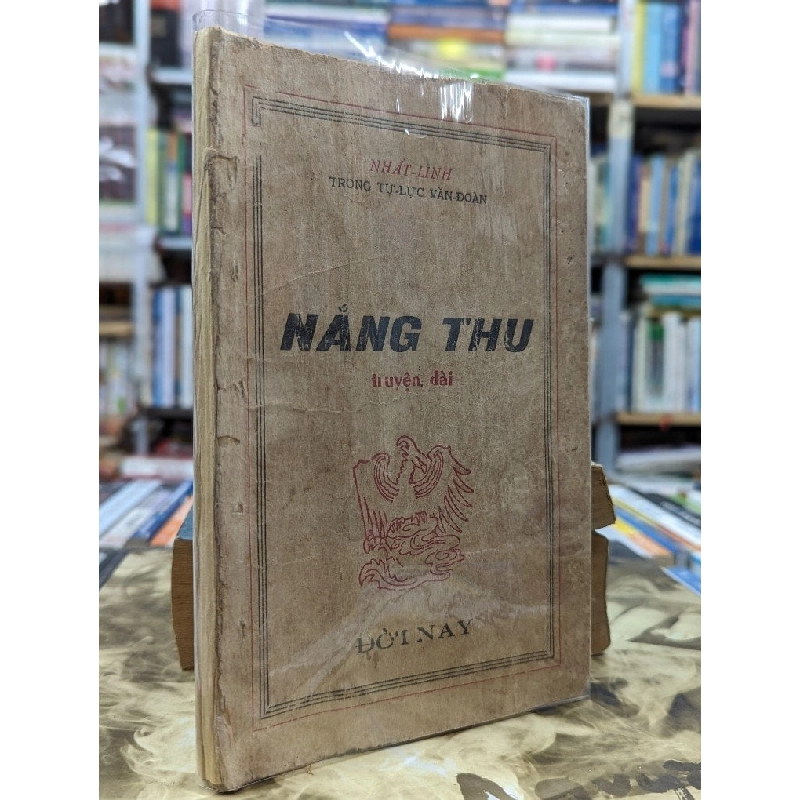 NHẤT-LINH
TRONG TỰ-LỰC VĂN-ĐOÀN
NẮNG THU
truyện dài
ĐỜI NAY